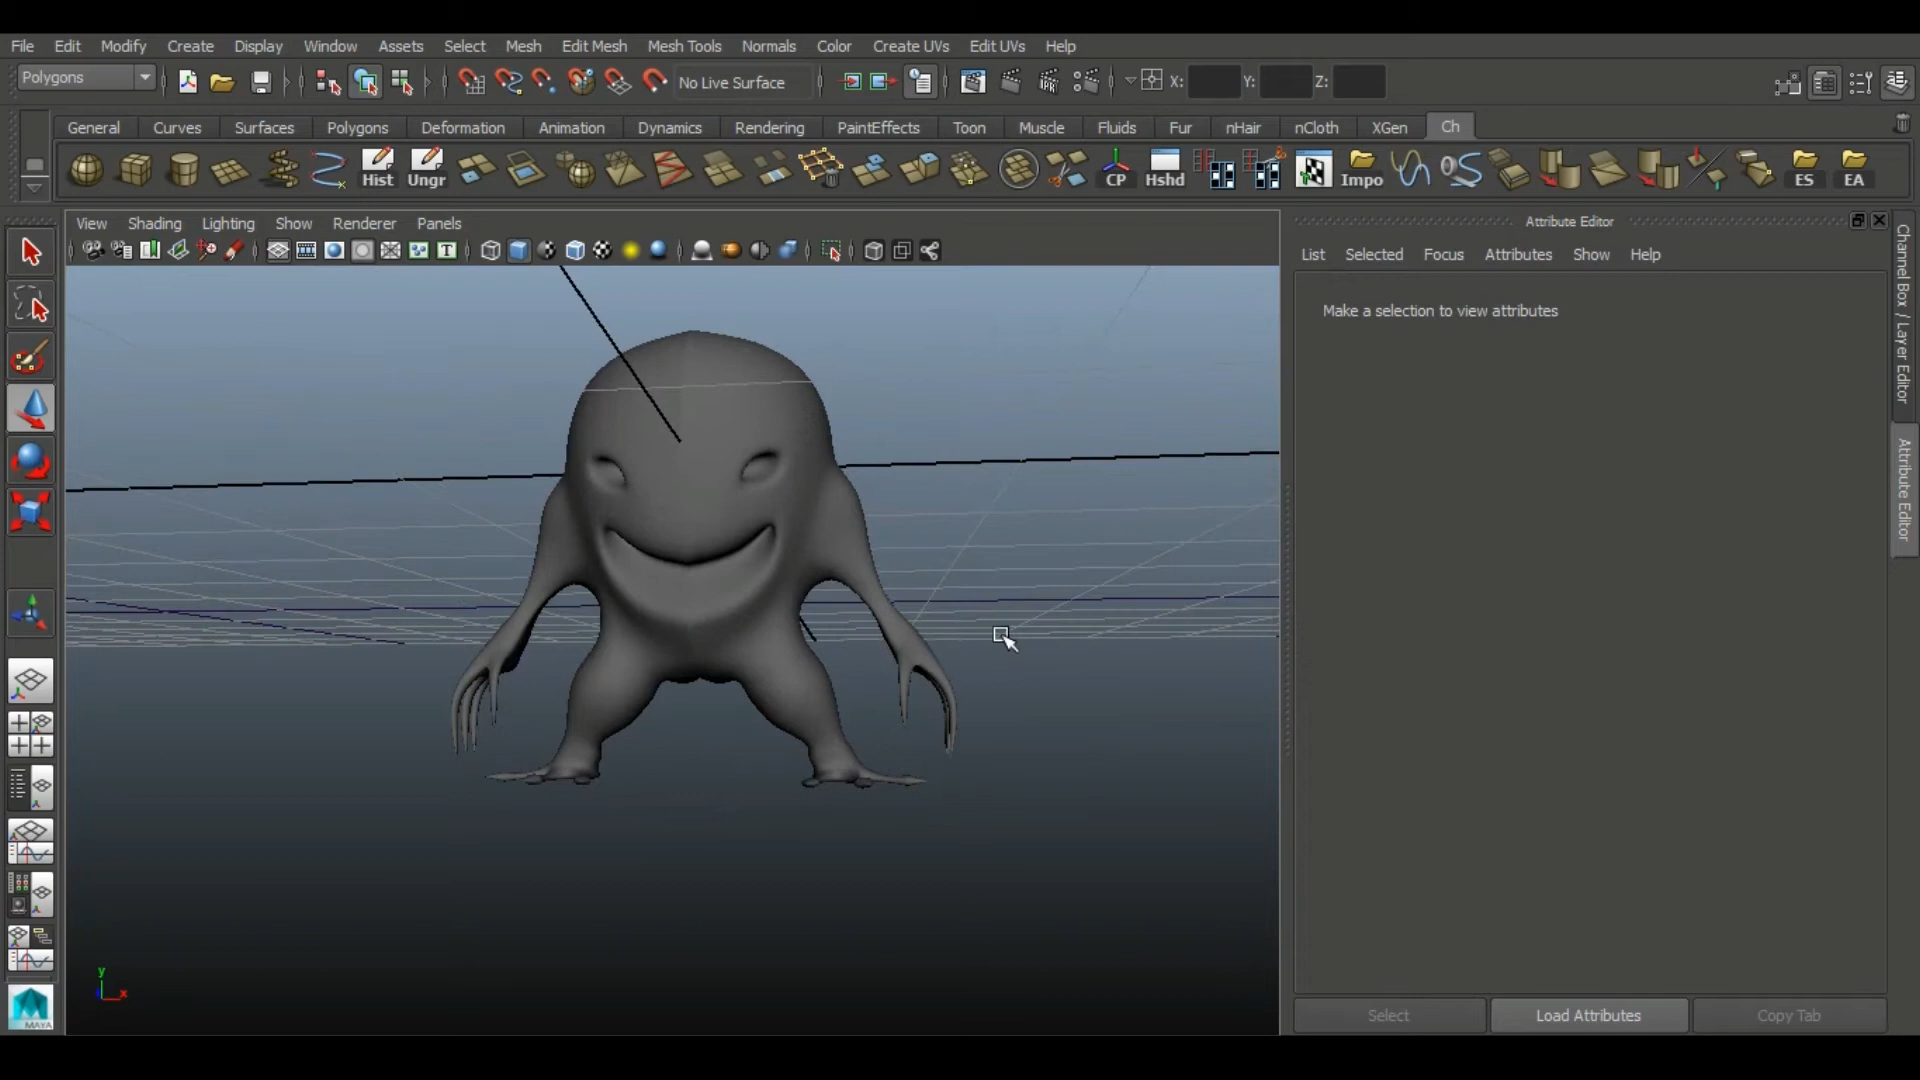 File Edit Modify Create Display Window Assets Select Mesh Edit Mesh Mesh Tools Normals Color Create UVs Edit UVs Help
Polygons No Live Surface X: Y: Z:
General Curves Surfaces Polygons Deformation Animation Dynamics Rendering PaintEffects Toon Muscle Fluids Fur nHair nCloth XGen Ch
Hist Ungr CP Hshd Impo ES EA
View Shading Lighting Show Renderer Panels
Attribute Editor
List Selected Focus Attributes Show Help
Make a selection to view attributes
Channel Box / Layer Editor
Attribute Editor
y
x
MAYA
Select Load Attributes Copy Tab